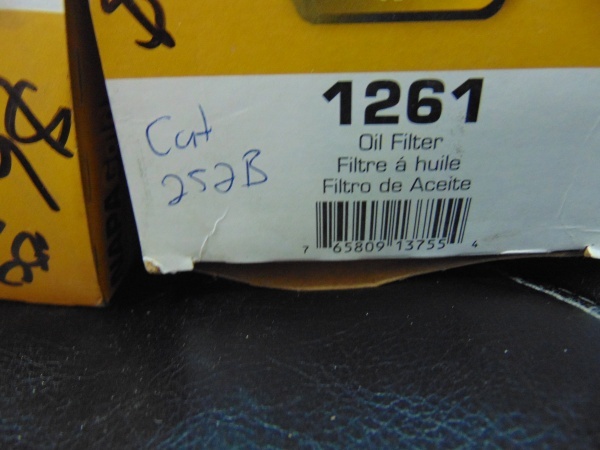 1261
Oil Filter
Filtre á huile
Filtro de Aceite
Cat
252B
7 65809 13755 4